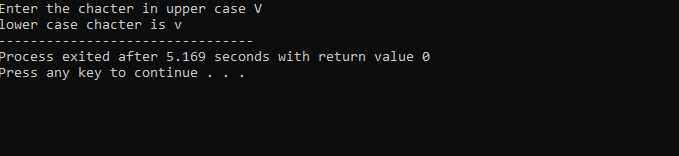 Enter the chacter in upper case V
lower case chacter is v
--------------------------------
Process exited after 5.169 seconds with return value 0
Press any key to continue . . .